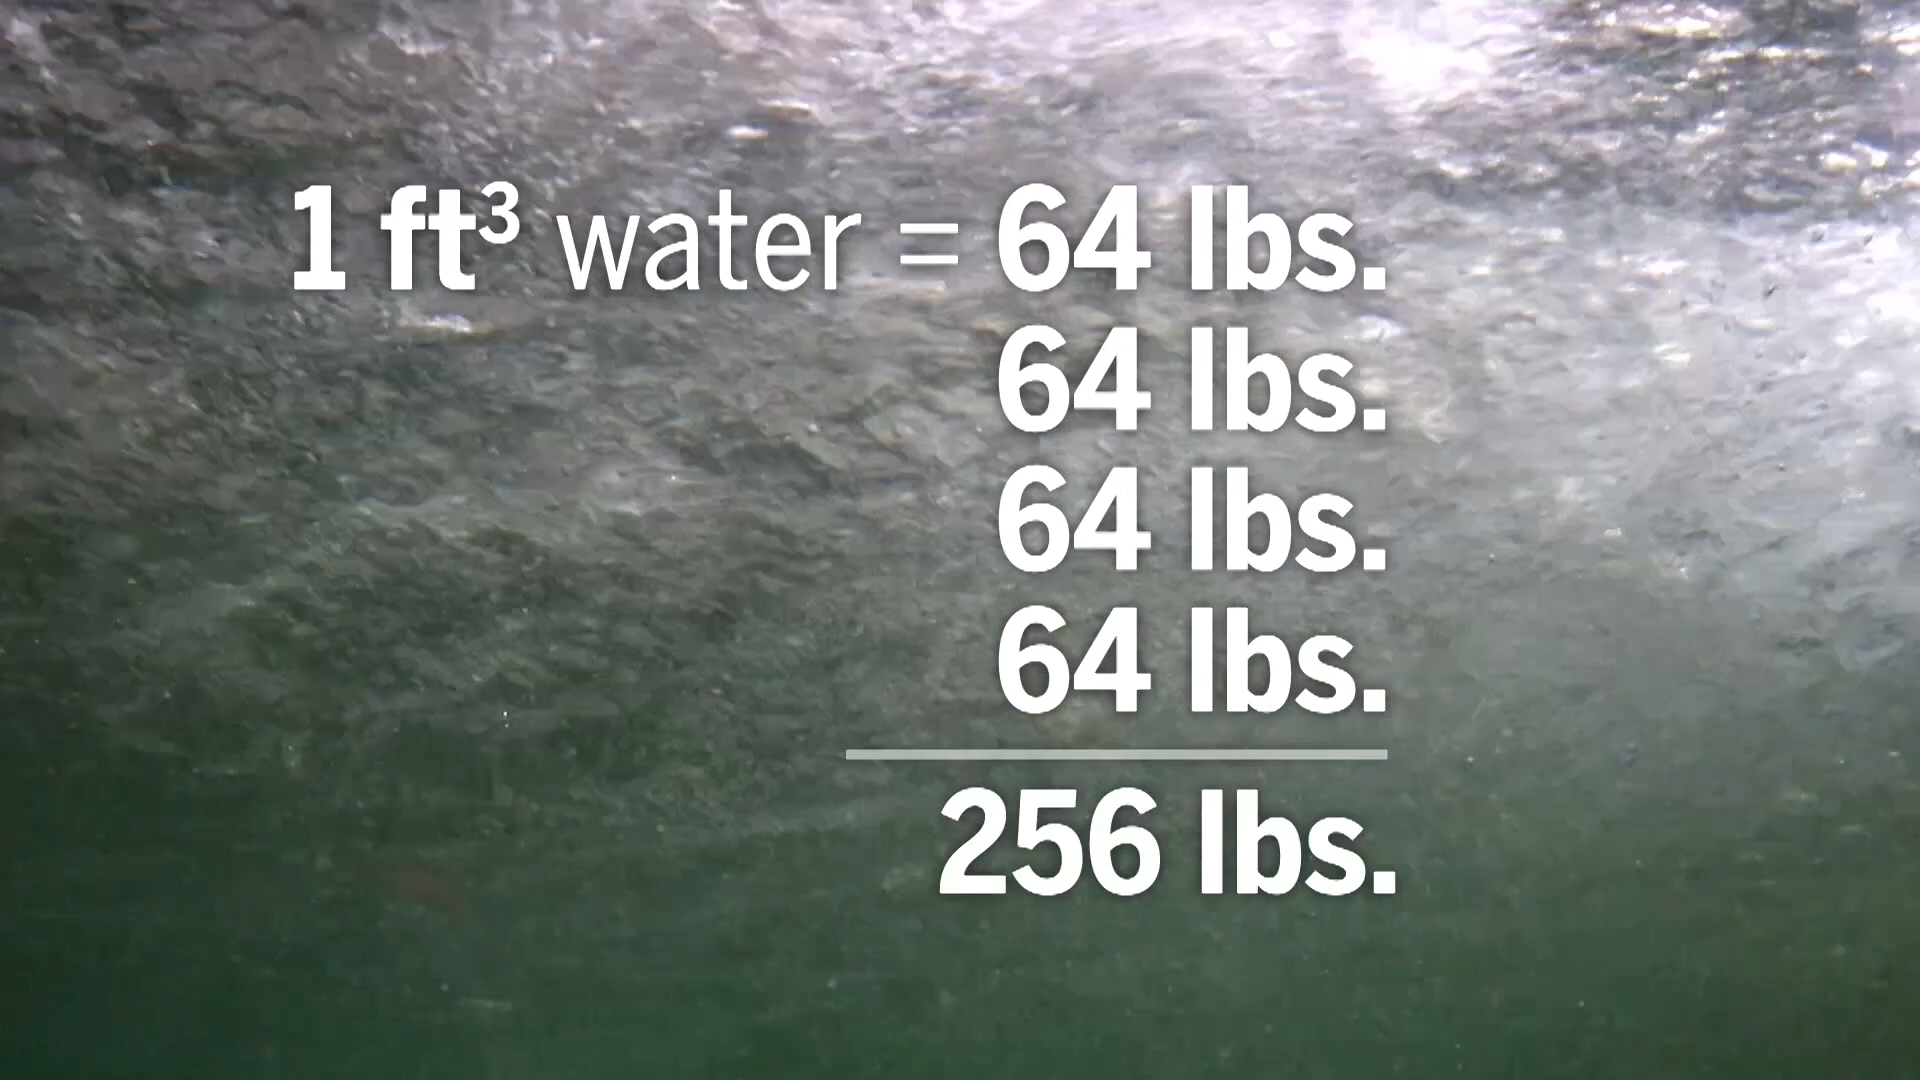 1 ft³ water = 64 lbs.
64 lbs.
64 lbs.
64 lbs.
256 lbs.